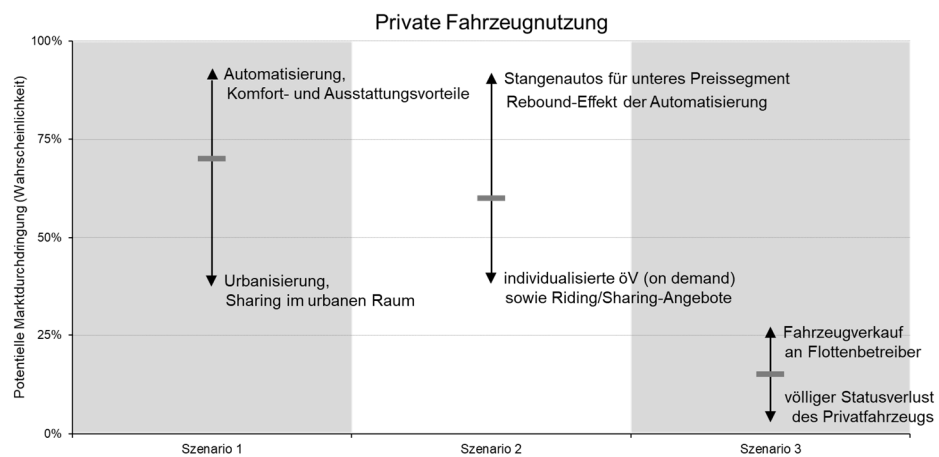 Private Fahrzeugnutzung
Potentielle Marktdurchdringung (Wahrscheinlichkeit)
100%
75%
50%
25%
0%
Automatisierung,
Komfort- und Ausstattungsvorteile
Urbanisierung,
Sharing im urbanen Raum
Stangenautos für unteres Preissegment
Rebound-Effekt der Automatisierung
individualisierte öV (on demand)
sowie Riding/Sharing-Angebote
Fahrzeugverkauf
an Flottenbetreiber
völliger Statusverlust
des Privatfahrzeugs
Szenario 1
Szenario 2
Szenario 3